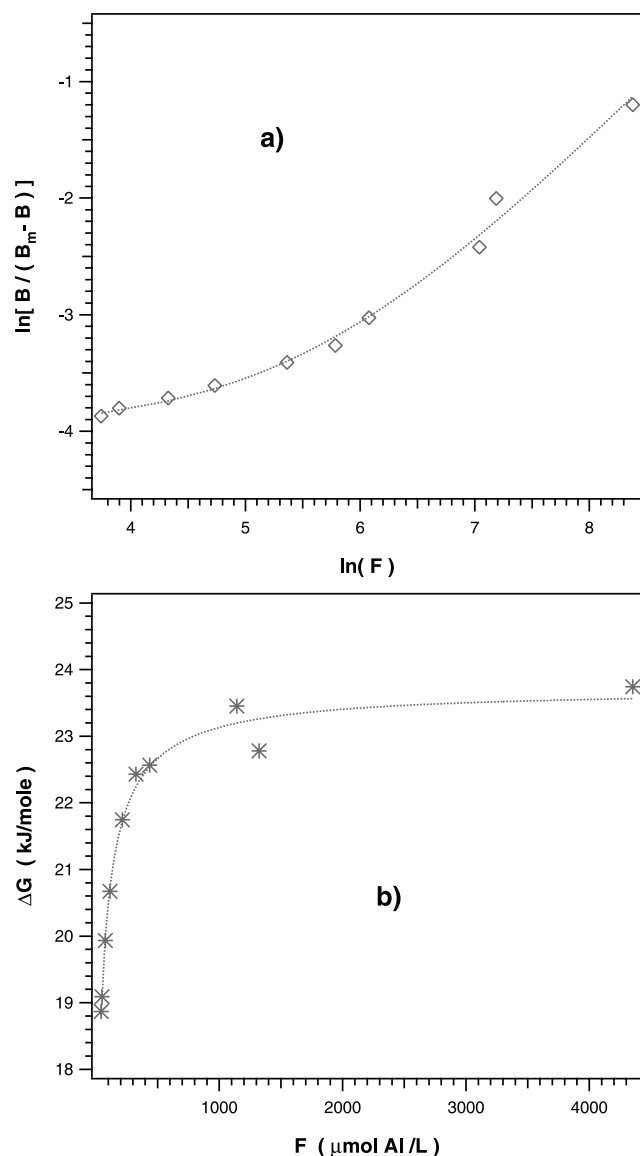 -1
-2
-3
-4
a)
ln[ B / ( Bₘ- B ) ]
4 5 6 7 8
ln( F )
25
24
23
22
21
20
19
18
b)
ΔG ( kJ/mole)
1000 2000 3000 4000
F ( μmol Al /L )